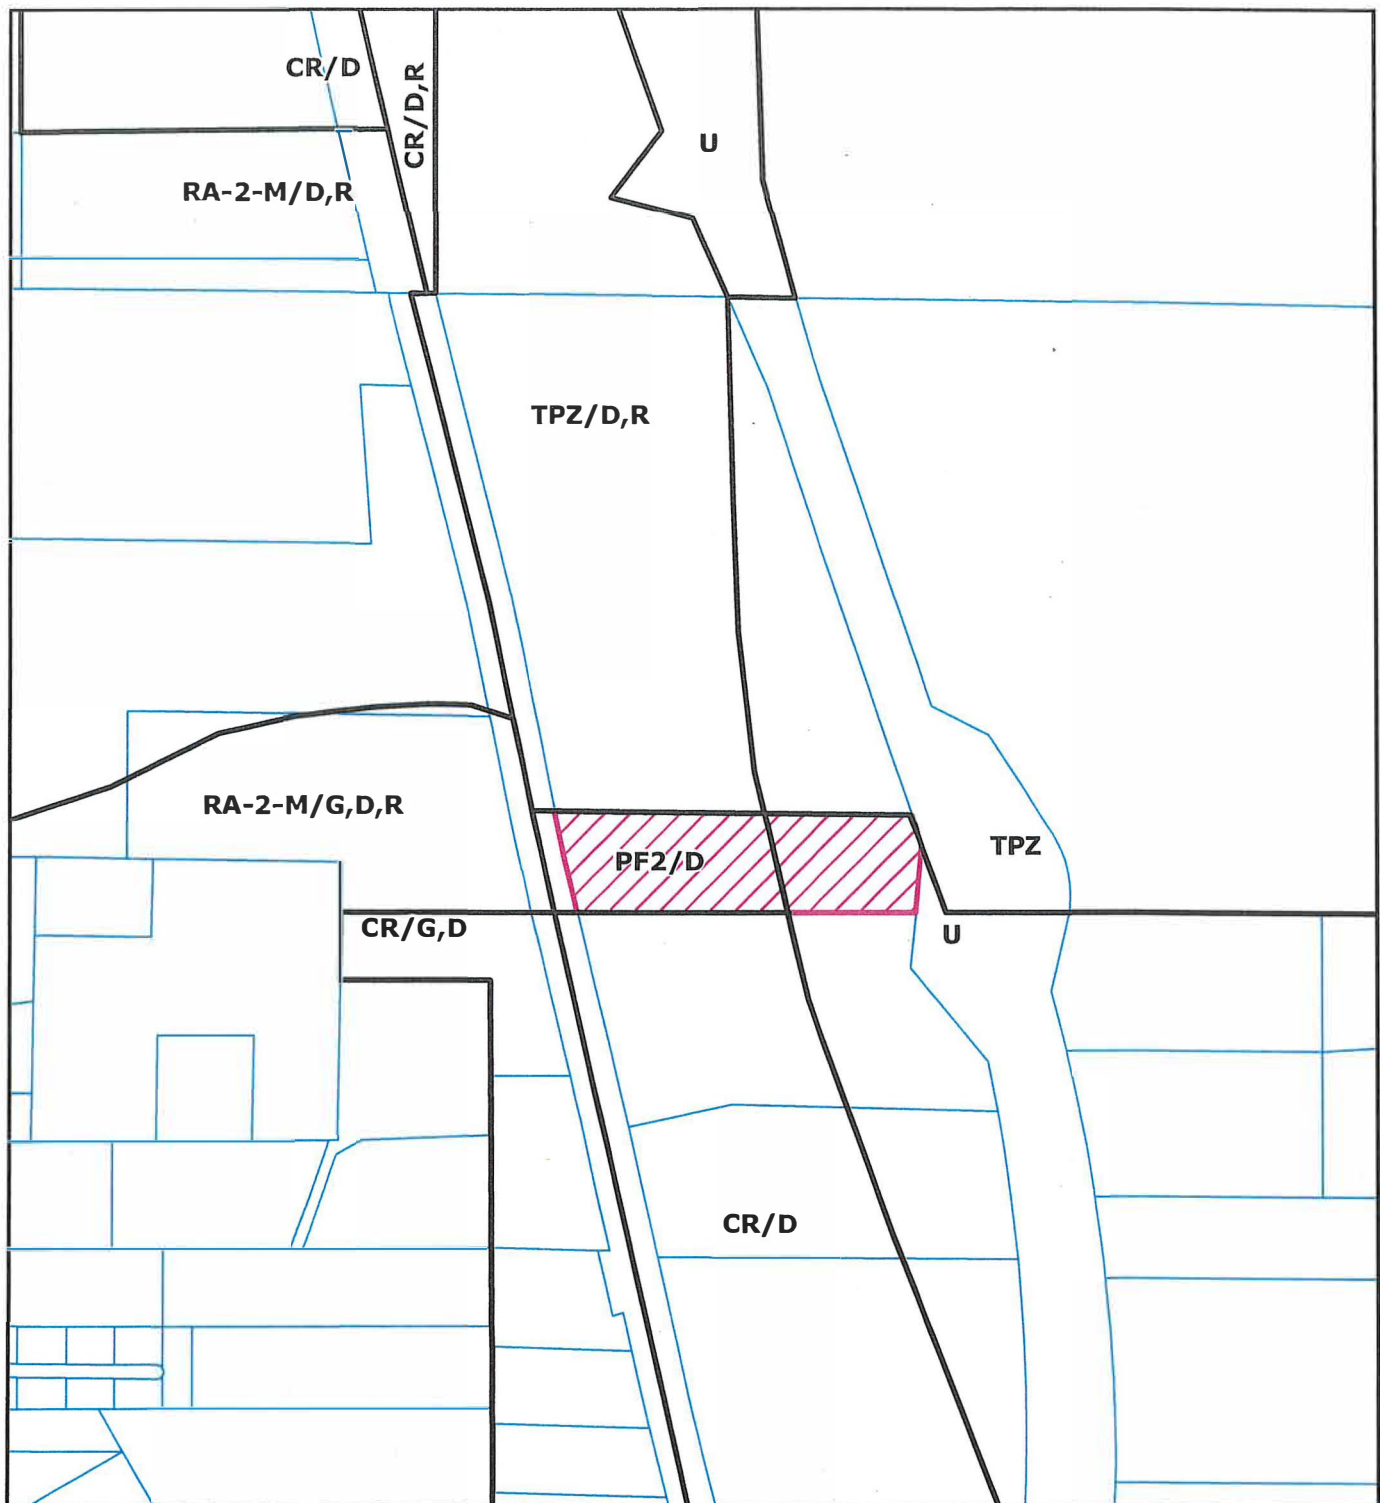 CR/D
CR/D,R
U
RA-2-M/D,R
TPZ/D,R
RA-2-M/G,D,R
TPZ
PF2/D
CR/G,D
U
CR/D